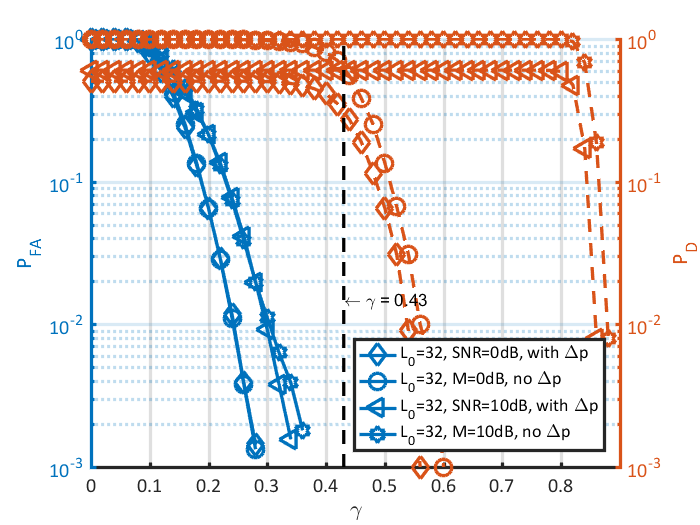 10^0
10^-1
10^-2
10^-3
P_FA
10^0
10^-1
10^-2
10^-3
P_D
← γ = 0.43
L_0=32, SNR=0dB, with Δp
L_0=32, M=0dB, no Δp
L_0=32, SNR=10dB, with Δp
L_0=32, M=10dB, no Δp
0 0.1 0.2 0.3 0.4 0.5 0.6 0.7 0.8
γ